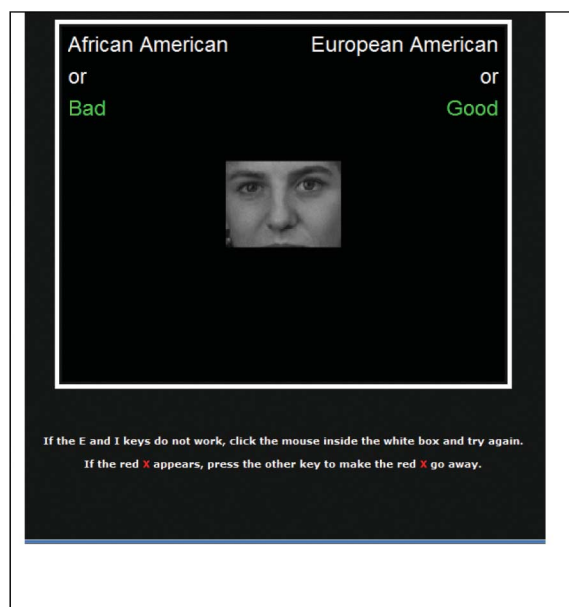 African American European American
or or
Bad Good
If the E and I keys do not work, click the mouse inside the white box and try again.
If the red X appears, press the other key to make the red X go away.